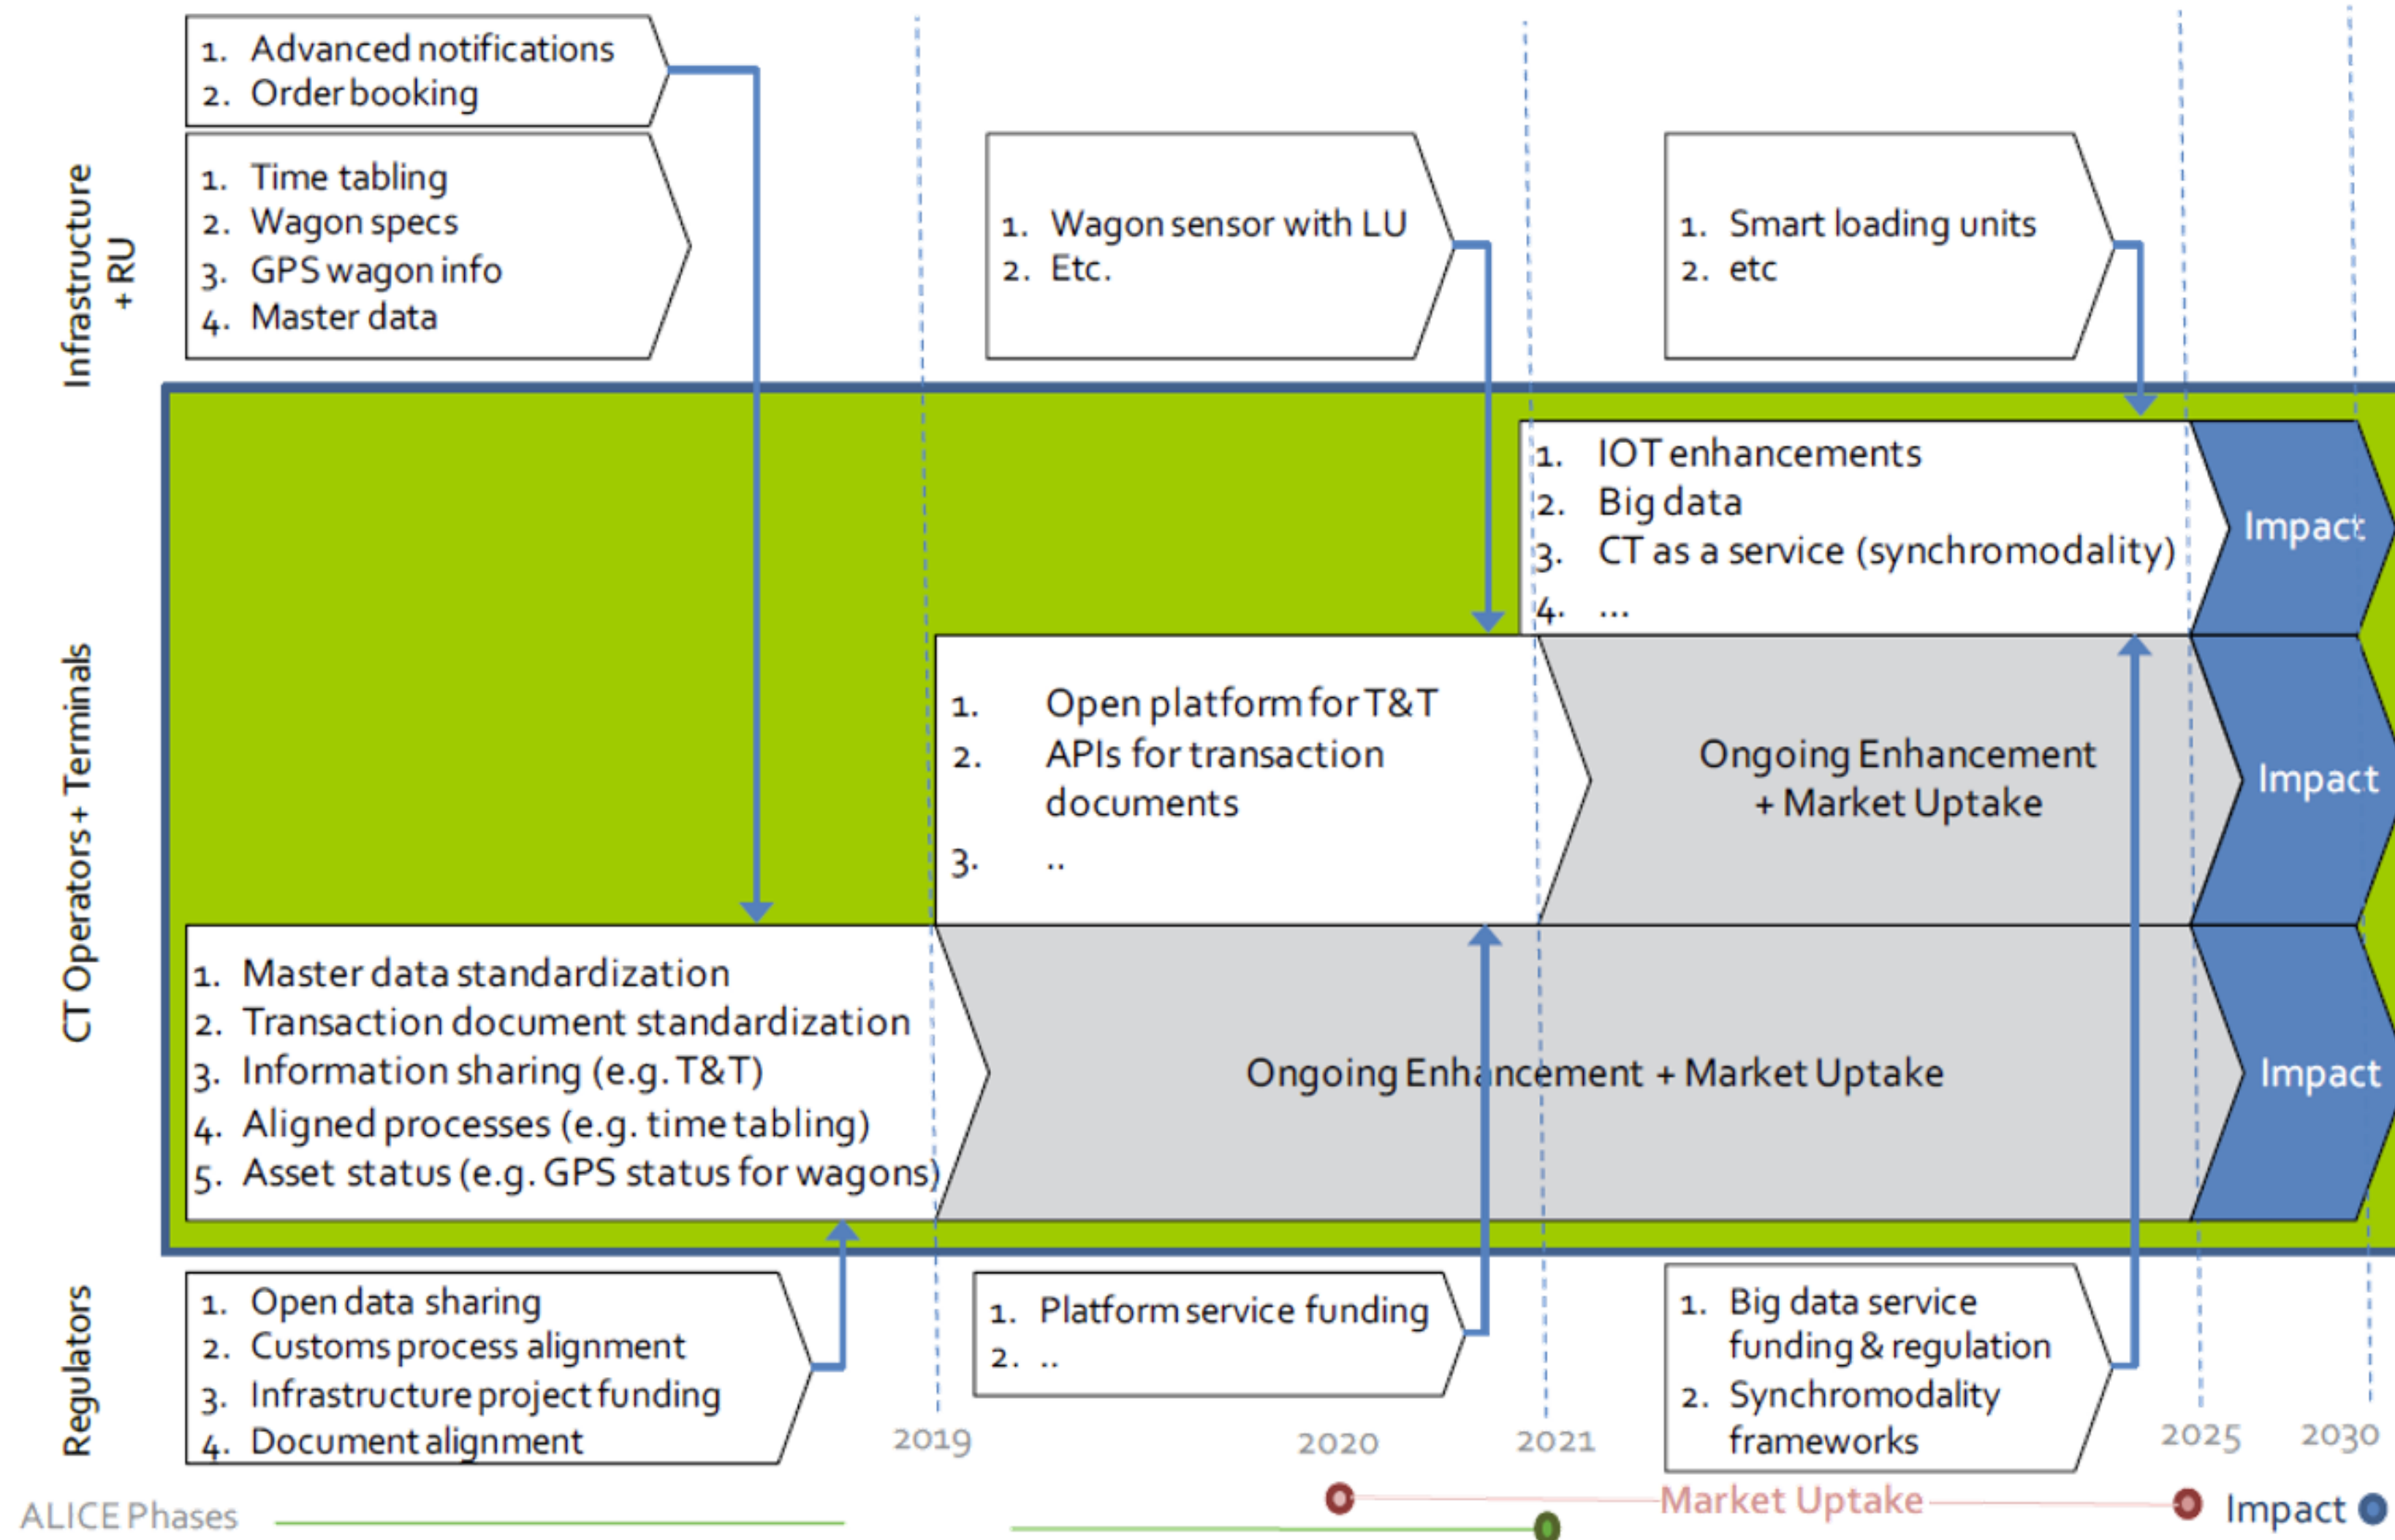 1. Advanced notifications
2. Order booking
1. Time tabling
2. Wagon specs
3. GPS wagon info
4. Master data
1. Wagon sensor with LU
2. Etc.
1. Smart loading units
2. etc
Infrastructure
+ RU
1. IOT enhancements
2. Big data
3. CT as a service (synchromodality)
4. ...
Impact
1. Open platform for T&T
2. APIs for transaction
documents
3. ..
Ongoing Enhancement
+ Market Uptake
Impact
CT Operators + Terminals
1. Master data standardization
2. Transaction document standardization
3. Information sharing (e.g. T&T)
4. Aligned processes (e.g. time tabling)
5. Asset status (e.g. GPS status for wagons)
Ongoing Enhancement + Market Uptake
Impact
Regulators
1. Open data sharing
2. Customs process alignment
3. Infrastructure project funding
4. Document alignment
1. Platform service funding
2. ..
1. Big data service
funding & regulation
2. Synchromodality
frameworks
2019
2020
2021
2025
2030
ALICE Phases
Market Uptake
Impact